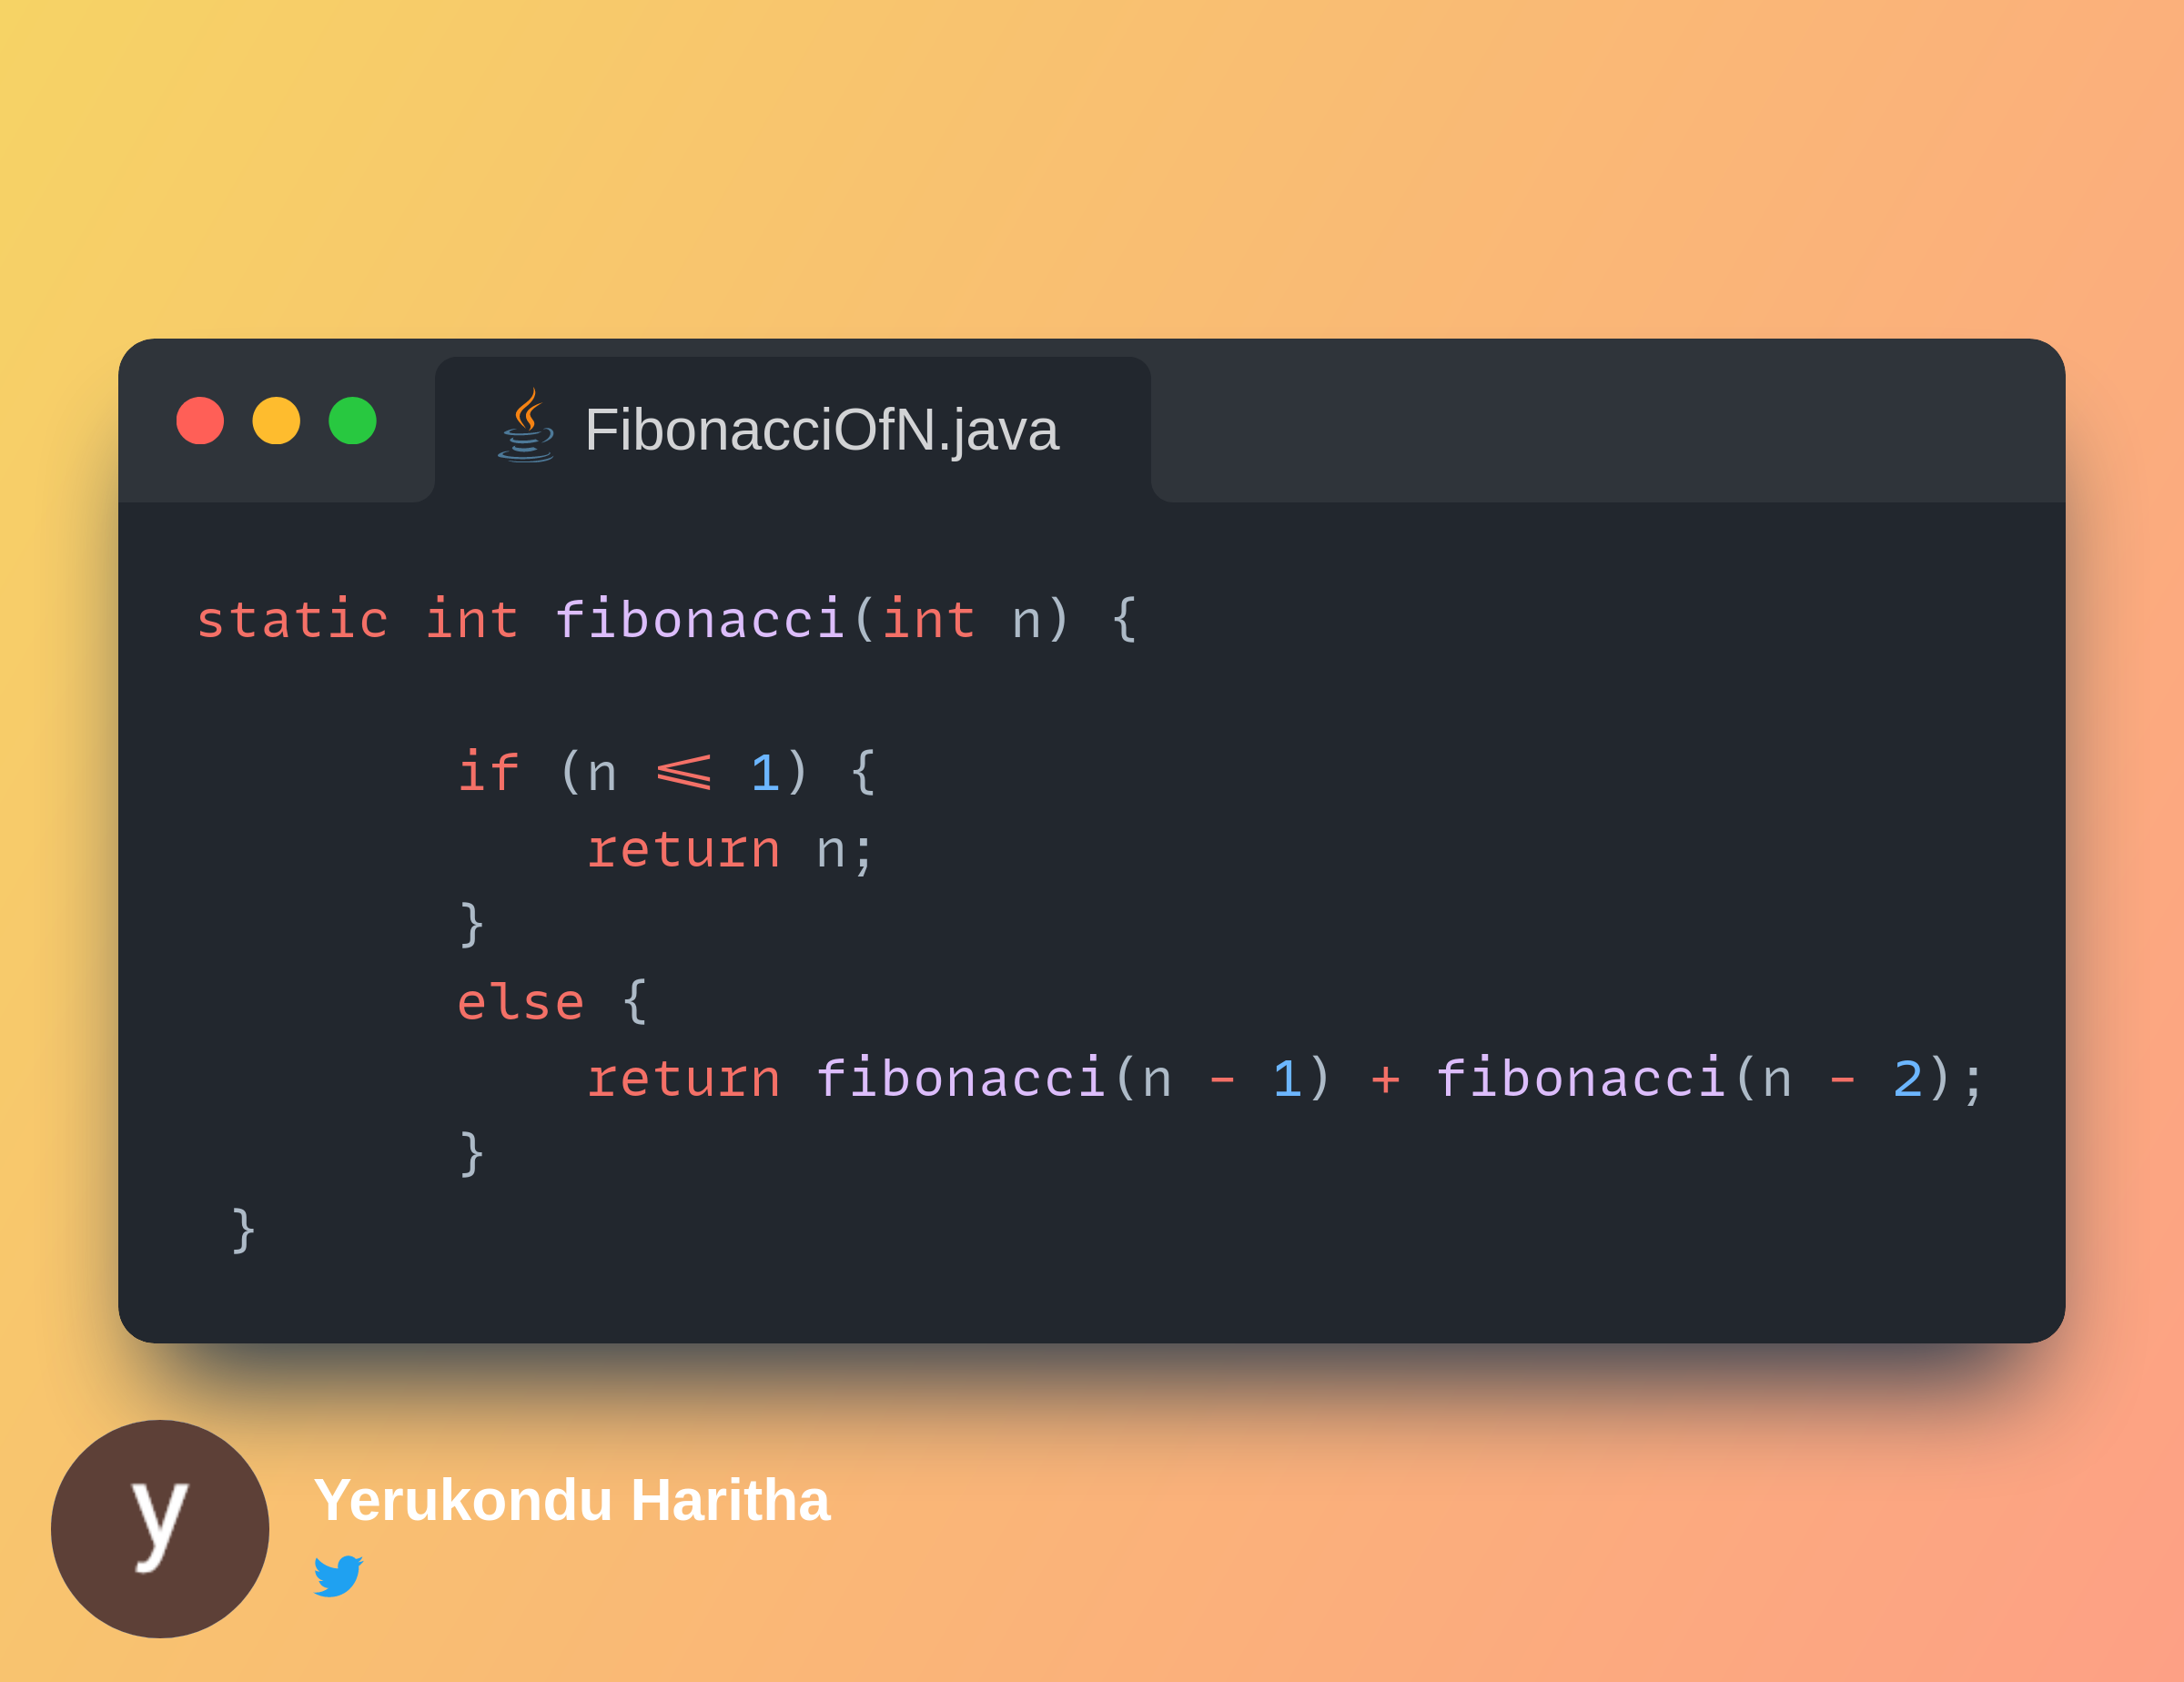 FibonacciOfN.java
static int fibonacci(int n) {
if (n <= 1) {
return n;
}
else {
return fibonacci(n - 1) + fibonacci(n - 2);
}
}
y
Yerukondu Haritha